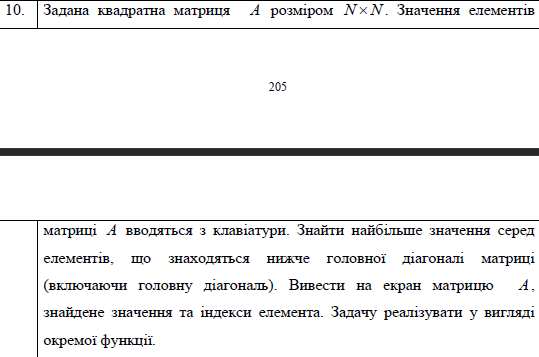 10. Задана квадратна матриця A розміром N×N. Значення елементів
205
матриці A вводяться з клавіатури. Знайти найбільше значення серед
елементів, що знаходяться нижче головної діагоналі матриці
(включаючи головну діагональ). Вивести на екран матрицю A,
знайдене значення та індекси елемента. Задачу реалізувати у вигляді
окремої функції.